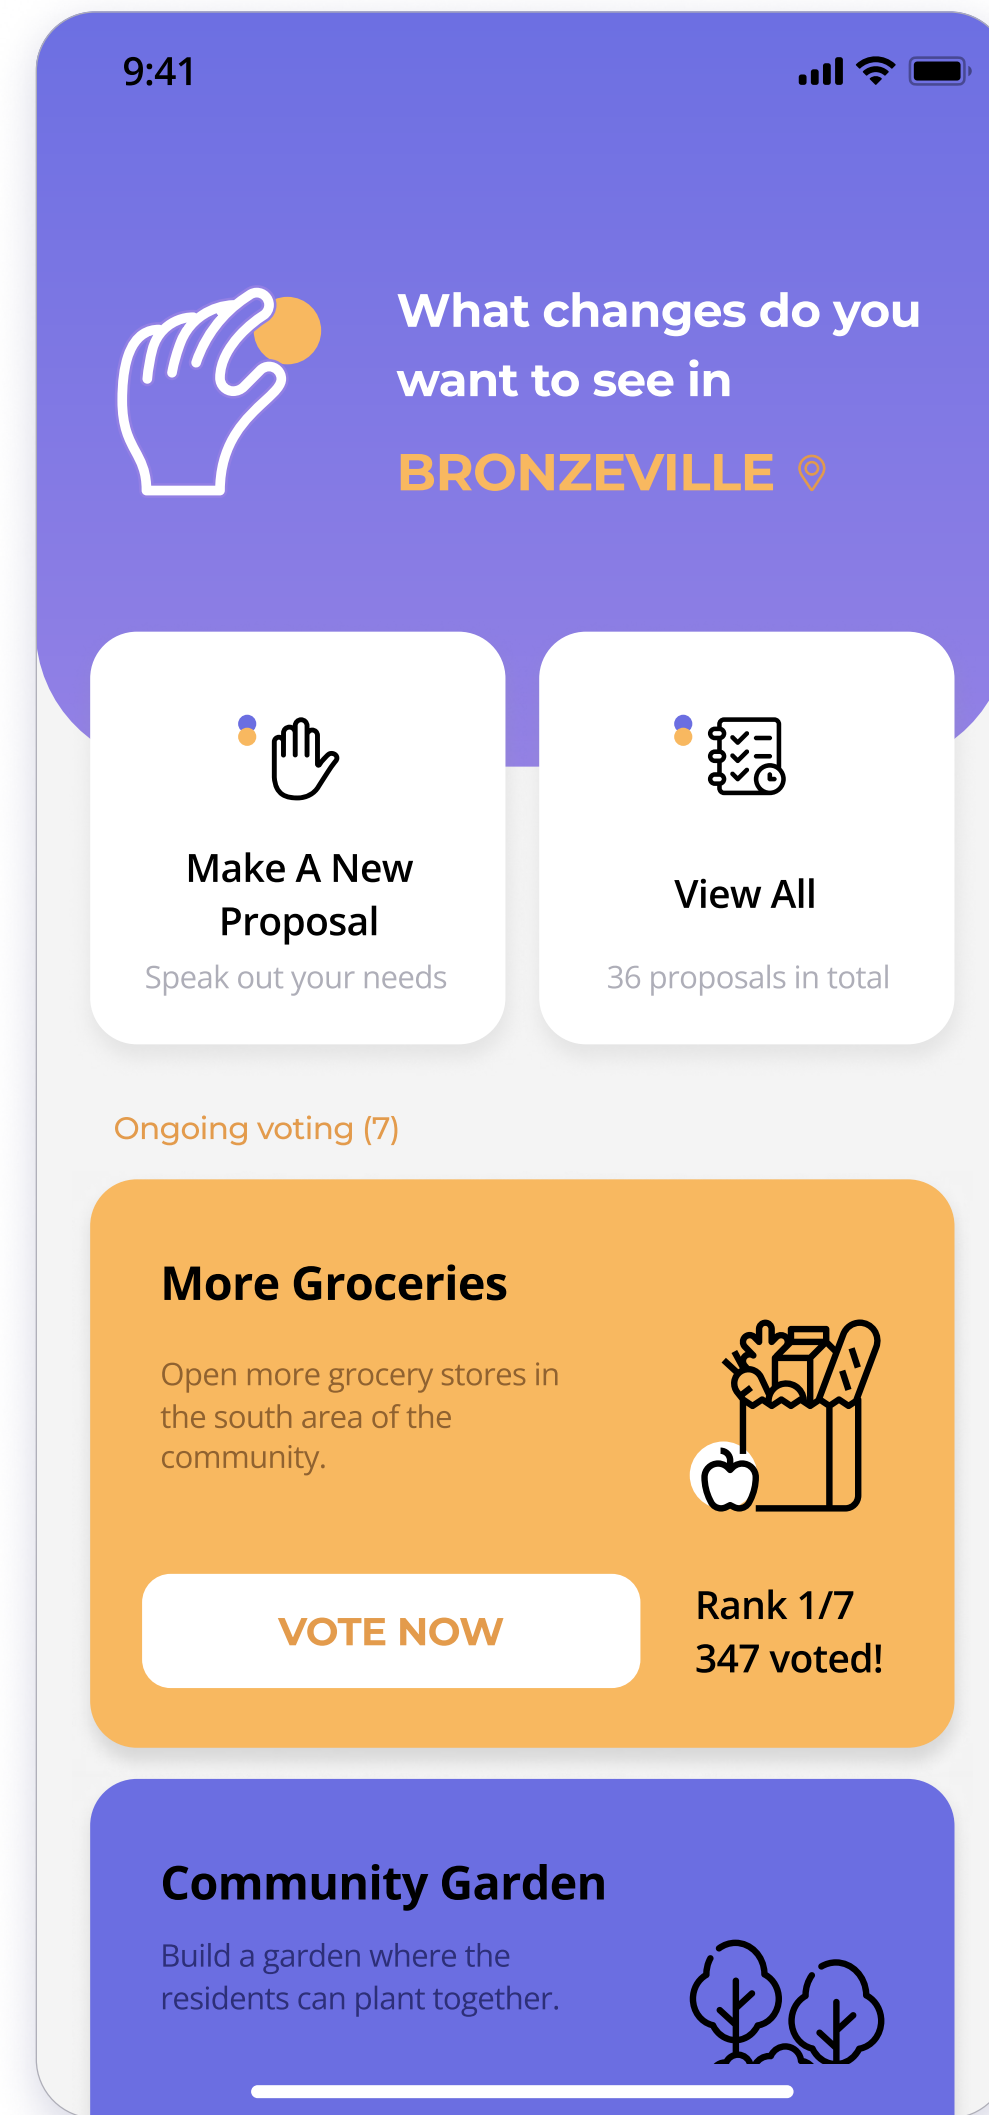 9:41
What changes do you
want to see in
BRONZEVILLE
Make A New
Proposal
Speak out your needs
View All
36 proposals in total
Ongoing voting (7)
More Groceries
Open more grocery stores in
the south area of the
community.
VOTE NOW
Rank 1/7
347 voted!
Community Garden
Build a garden where the
residents can plant together.